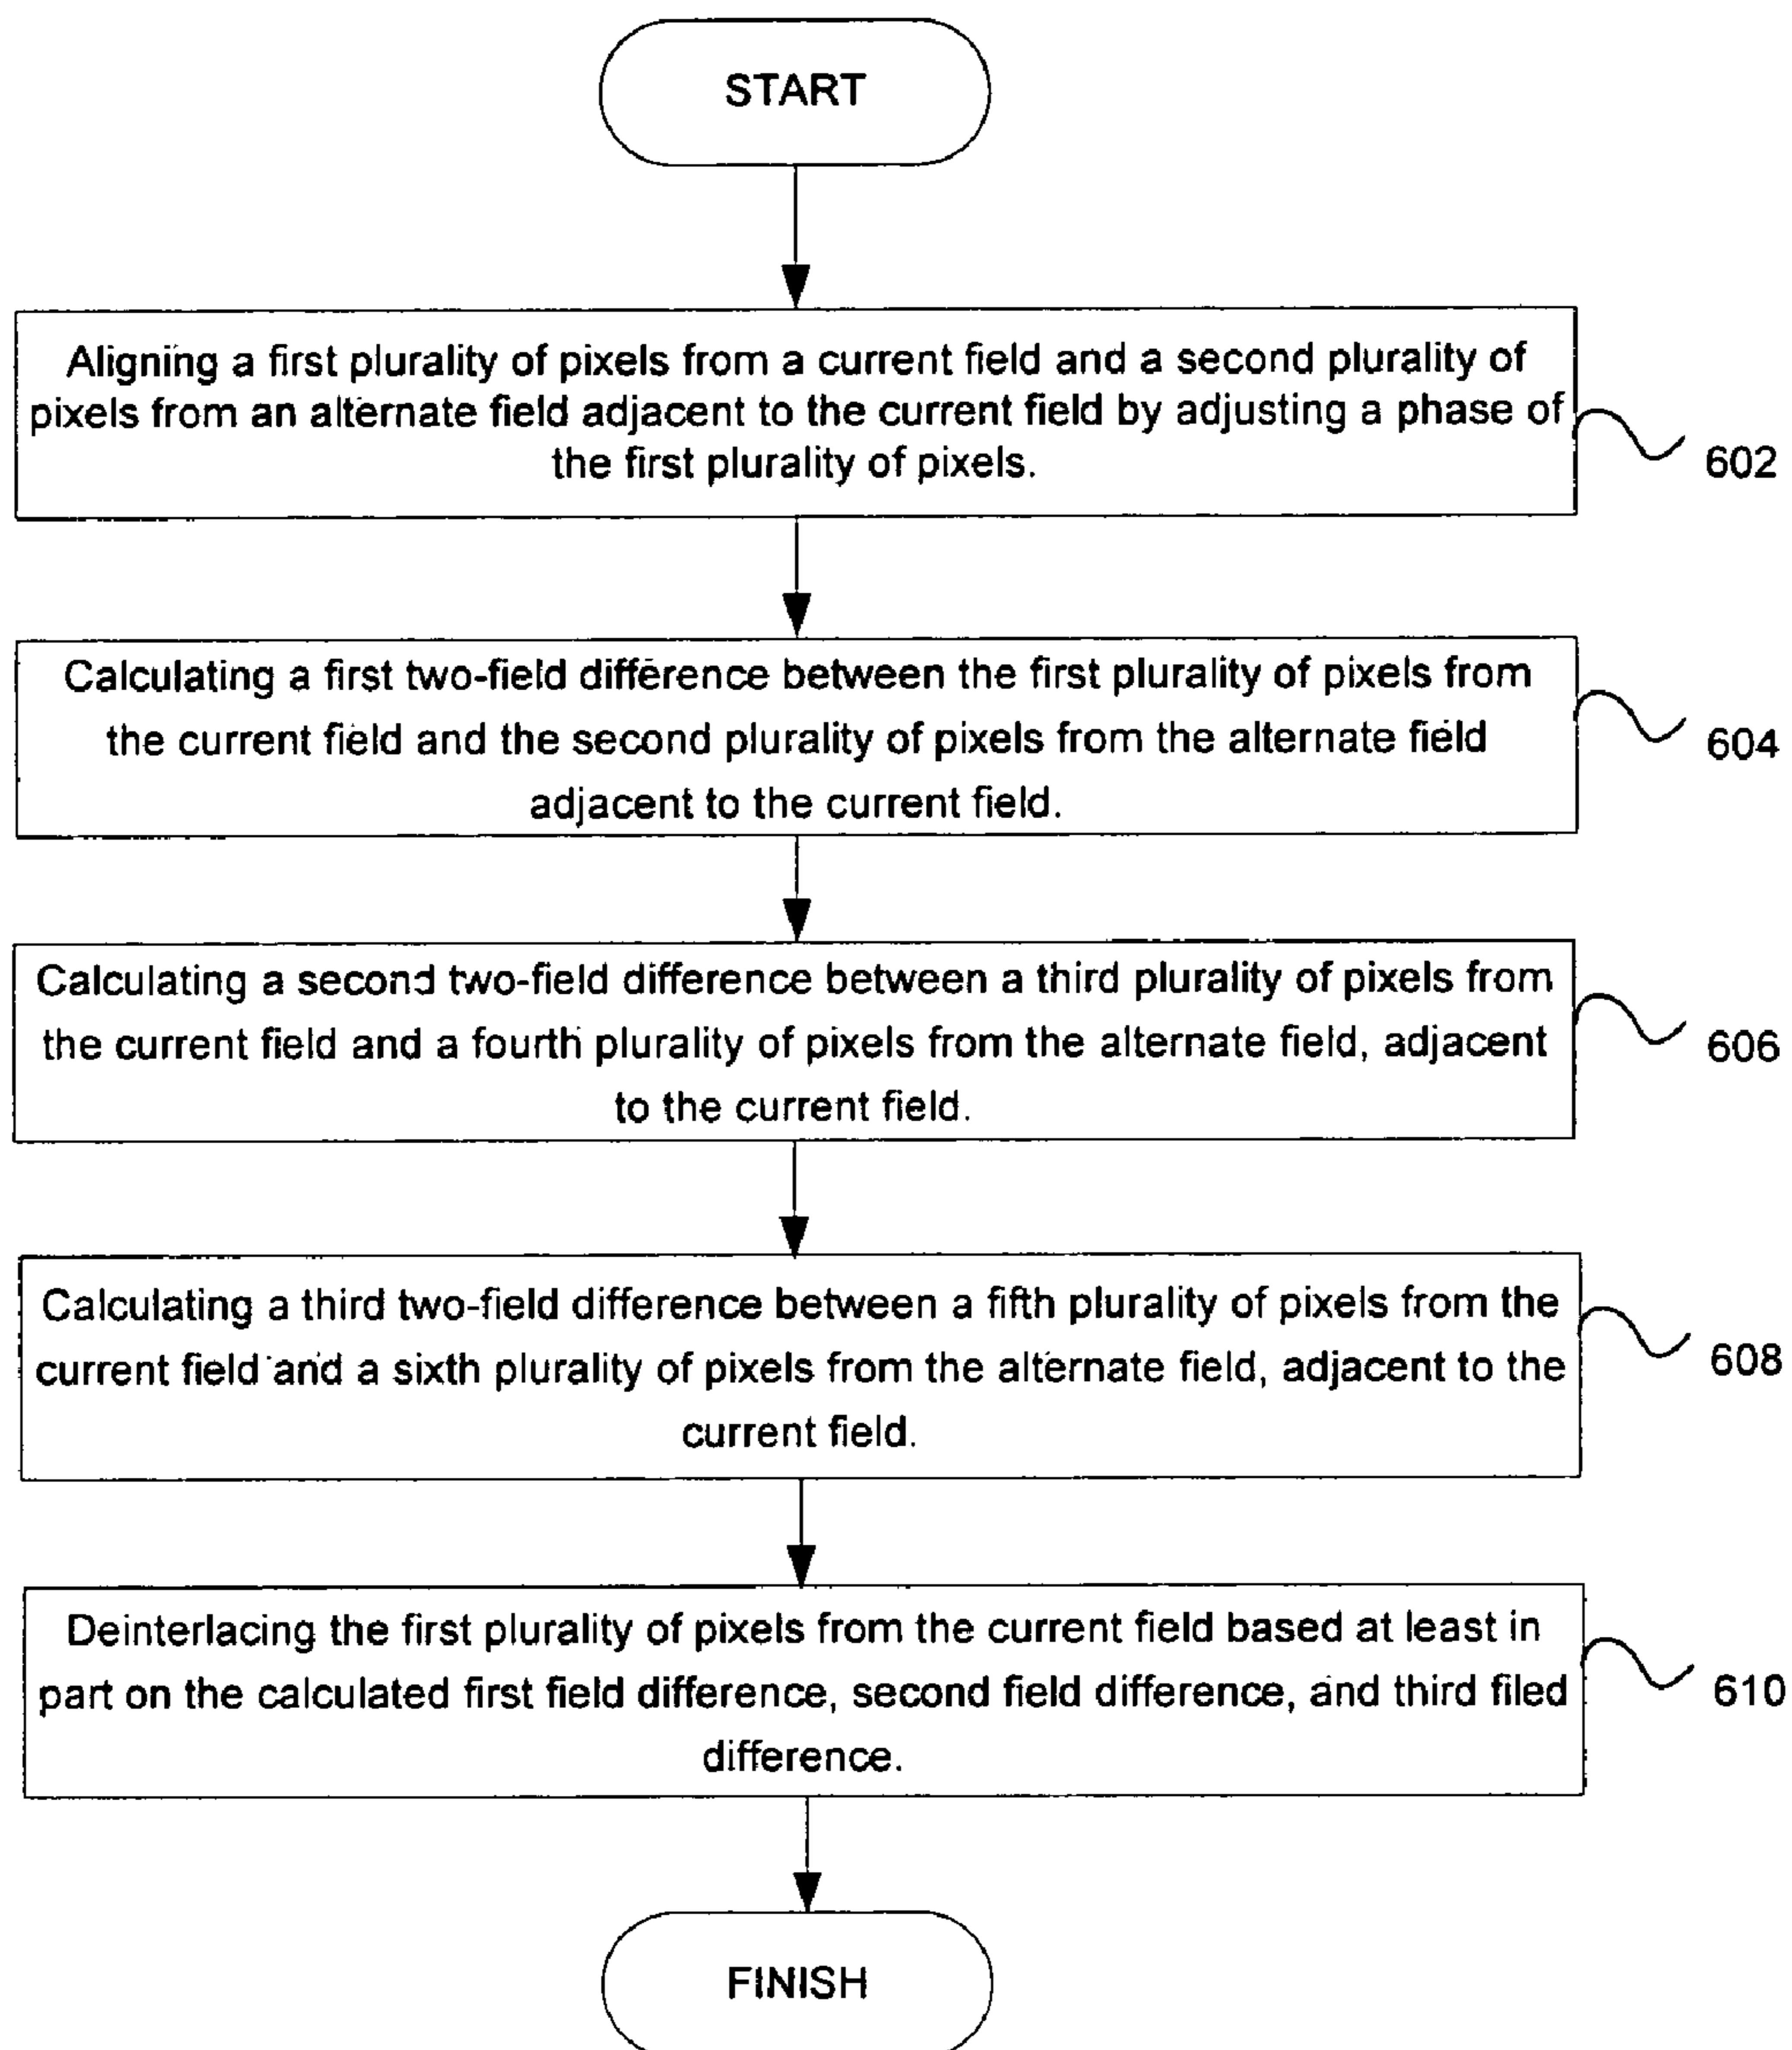 START
Aligning a first plurality of pixels from a current field and a second plurality of
pixels from an alternate field adjacent to the current field by adjusting a phase of
the first plurality of pixels.
602
Calculating a first two-field difference between the first plurality of pixels from
the current field and the second plurality of pixels from the alternate field
adjacent to the current field.
604
Calculating a second two-field difference between a third plurality of pixels from
the current field and a fourth plurality of pixels from the alternate field, adjacent
to the current field.
606
Calculating a third two-field difference between a fifth plurality of pixels from the
current field and a sixth plurality of pixels from the alternate field, adjacent to the
current field.
608
Deinterlacing the first plurality of pixels from the current field based at least in
part on the calculated first field difference, second field difference, and third filed
difference.
610
FINISH